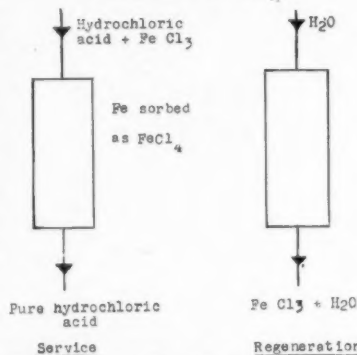 Hydrochloric
acid + Fe Cl3
Fe sorbed
as FeCl4
Pure hydrochloric
acid
Service
H2O
Fe Cl3 + H2O
Regeneration